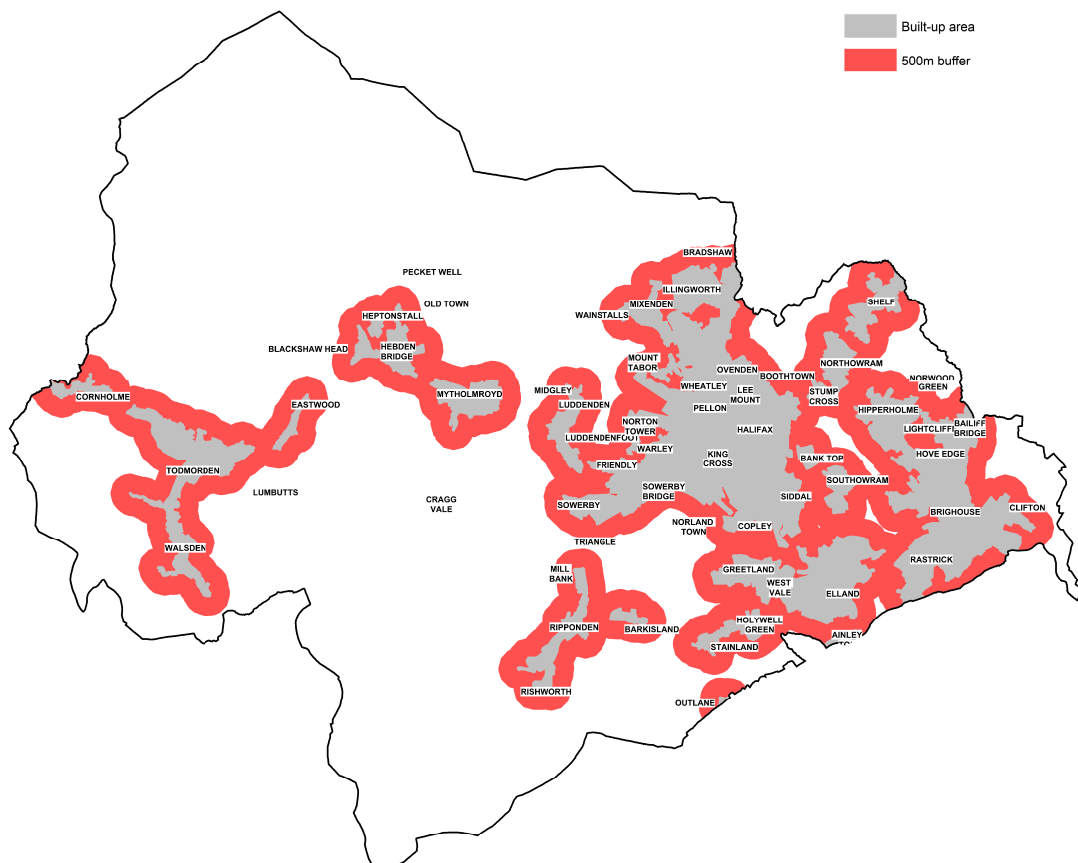 Built-up area
500m buffer
BRADSHAW
PECKET WELL
ILLINGWORTH
OLD TOWN
MIXENDEN
SHELF
HEPTONSTALL
WAINSTALLS
BLACKSHAW HEAD
HEBDEN
BRIDGE
MOUNT
TABOR
OVENDEN
NORTHOWRAM
BOOTHTOWN
NORWOOD
GREEN
WHEATLEY
MIDGLEY
LEE
MOUNT
STUMP
CROSS
MYTHOLMROYD
CORNHOLME
EASTWOOD
LUDDENDEN
PELLON
HIPPERHOLME
NORTON
TOWER
HALIFAX
LIGHTCLIFF
BAILIFF
BRIDGE
LUDDENDENFOOT
WARLEY
KING
CROSS
BANK TOP
HOVE EDGE
FRIENDLY
TODMORDEN
SOUTHOWRAM
LUMBUTTS
SOWERBY
BRIDGE
SIDDAL
CRAGG
VALE
SOWERBY
CLIFTON
BRIGHOUSE
NORLAND
TOWN
COPLEY
TRIANGLE
WALSDEN
RASTRICK
MILL
BANK
GREETLAND
WEST
VALE
ELLAND
HOLYWELL
GREEN
RIPPONDEN
BARKISLAND
AINLEY
STAINLAND
RISHWORTH
OUTLANE